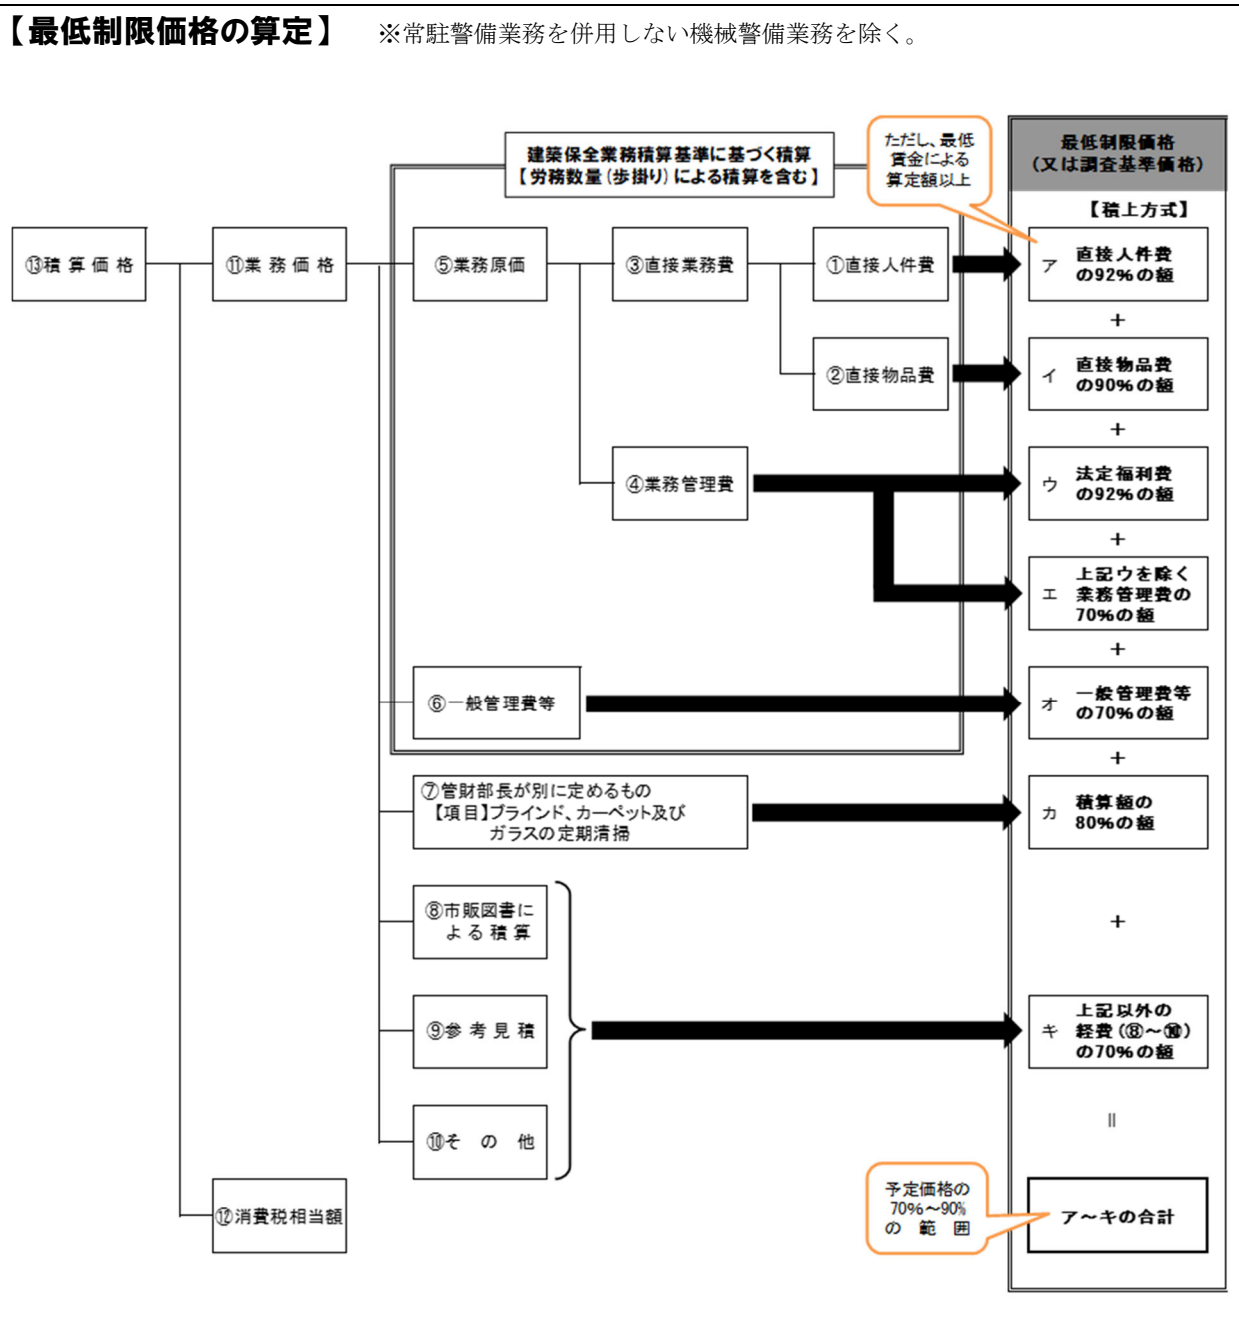 【最低制限価格の算定】 ※常駐警備業務を併用しない機械警備業務を除く。
建築保全業務積算基準に基づく積算
【労務数量(歩掛り)による積算を含む】
ただし、最低
賃金による
算定額以上
最低制限価格
(又は調査基準価格)
【積上方式】
⑬積算価格
⑪業務価格
⑤業務原価
③直接業務費
①直接人件費
ア 直接人件費
の92%の額
+
②直接物品費
イ 直接物品費
の90%の額
+
④業務管理費
ウ 法定福利費
の92%の額
+
エ 上記ウを除く
業務管理費の
70%の額
+
⑥一般管理費等
オ 一般管理費等
の70%の額
+
⑦管財部長が別に定めるもの
【項目】ブラインド、カーペット及び
ガラスの定期清掃
カ 積算額の
80%の額
+
⑧市販図書に
よる積算
⑨参考見積
キ 上記以外の
経費(⑧~⑩)
の70%の額
⑩その他
=
⑫消費税相当額
予定価格の
70%~90%
の範囲
ア~キの合計